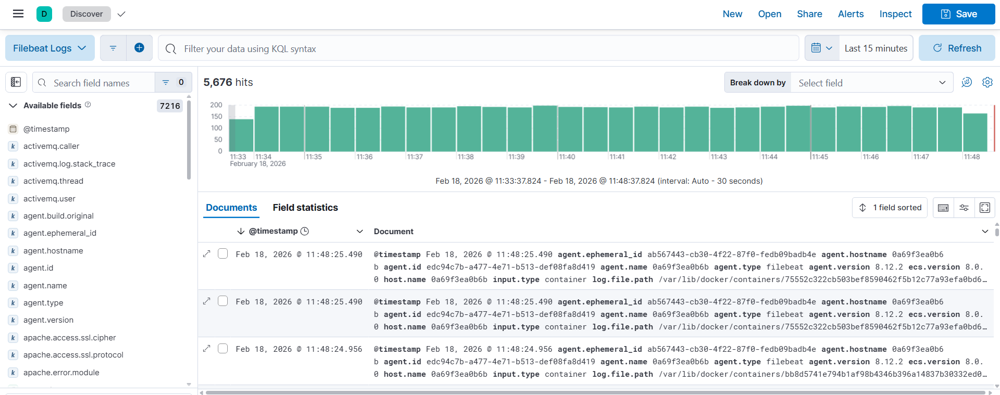 D Discover New Open Share Alerts Inspect Save
Filebeat Logs Filter your data using KQL syntax Last 15 minutes Refresh
Search field names 0
Available fields 7216
@timestamp
k activemq.caller
k activemq.log.stack_trace
k activemq.thread
k activemq.user
k agent.build.original
k agent.ephemeral_id
k agent.hostname
k agent.id
k agent.name
k agent.type
k agent.version
k apache.access.ssl.cipher
k apache.access.ssl.protocol
k apache.error.module
5,676 hits
Break down by Select field
200
150
100
50
0
11:33 11:34 11:35 11:36 11:37 11:38 11:39 11:40 11:41 11:42 11:43 11:44 11:45 11:46 11:47 11:48
February 18, 2026
Feb 18, 2026 @ 11:33:37.824 - Feb 18, 2026 @ 11:48:37.824 (interval: Auto - 30 seconds)
Documents Field statistics 1 field sorted
@timestamp Document
Feb 18, 2026 @ 11:48:25.490 @timestamp Feb 18, 2026 @ 11:48:25.490 agent.ephemeral_id ab567443-cb30-4f22-87f0-fedb09badb4e agent.hostname 0a69f3ea0b6
b agent.id edc94c7b-a477-4e71-b513-def08fa8d419 agent.name 0a69f3ea0b6b agent.type filebeat agent.version 8.12.2 ecs.version 8.0.
0 host.name 0a69f3ea0b6b input.type container log.file.path /var/lib/docker/containers/75552c322cb503bef8590462f5b12c77a93efa0bd6…
Feb 18, 2026 @ 11:48:25.490 @timestamp Feb 18, 2026 @ 11:48:25.490 agent.ephemeral_id ab567443-cb30-4f22-87f0-fedb09badb4e agent.hostname 0a69f3ea0b6
b agent.id edc94c7b-a477-4e71-b513-def08fa8d419 agent.name 0a69f3ea0b6b agent.type filebeat agent.version 8.12.2 ecs.version 8.0.
0 host.name 0a69f3ea0b6b input.type container log.file.path /var/lib/docker/containers/75552c322cb503bef8590462f5b12c77a93efa0bd6…
Feb 18, 2026 @ 11:48:24.956 @timestamp Feb 18, 2026 @ 11:48:24.956 agent.ephemeral_id ab567443-cb30-4f22-87f0-fedb09badb4e agent.hostname 0a69f3ea0b6
b agent.id edc94c7b-a477-4e71-b513-def08fa8d419 agent.name 0a69f3ea0b6b agent.type filebeat agent.version 8.12.2 ecs.version 8.0.
0 host.name 0a69f3ea0b6b input.type container log.file.path /var/lib/docker/containers/bb8d5741e794b1af98b4346b396a14837b30332ed0…